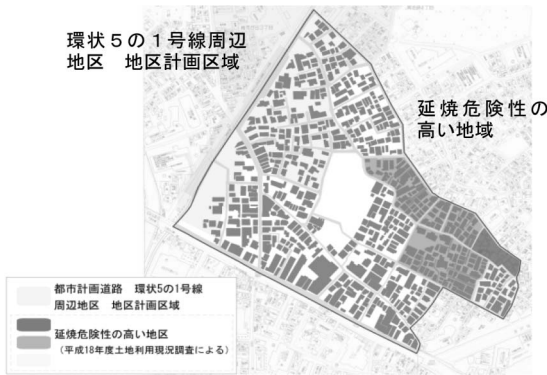 環状５の１号線周辺
地区　地区計画区域
延焼危険性の
高い地域
都市計画道路　環状5の1号線
周辺地区　地区計画区域
延焼危険性の高い地区
（平成18年度土地利用現況調査による）